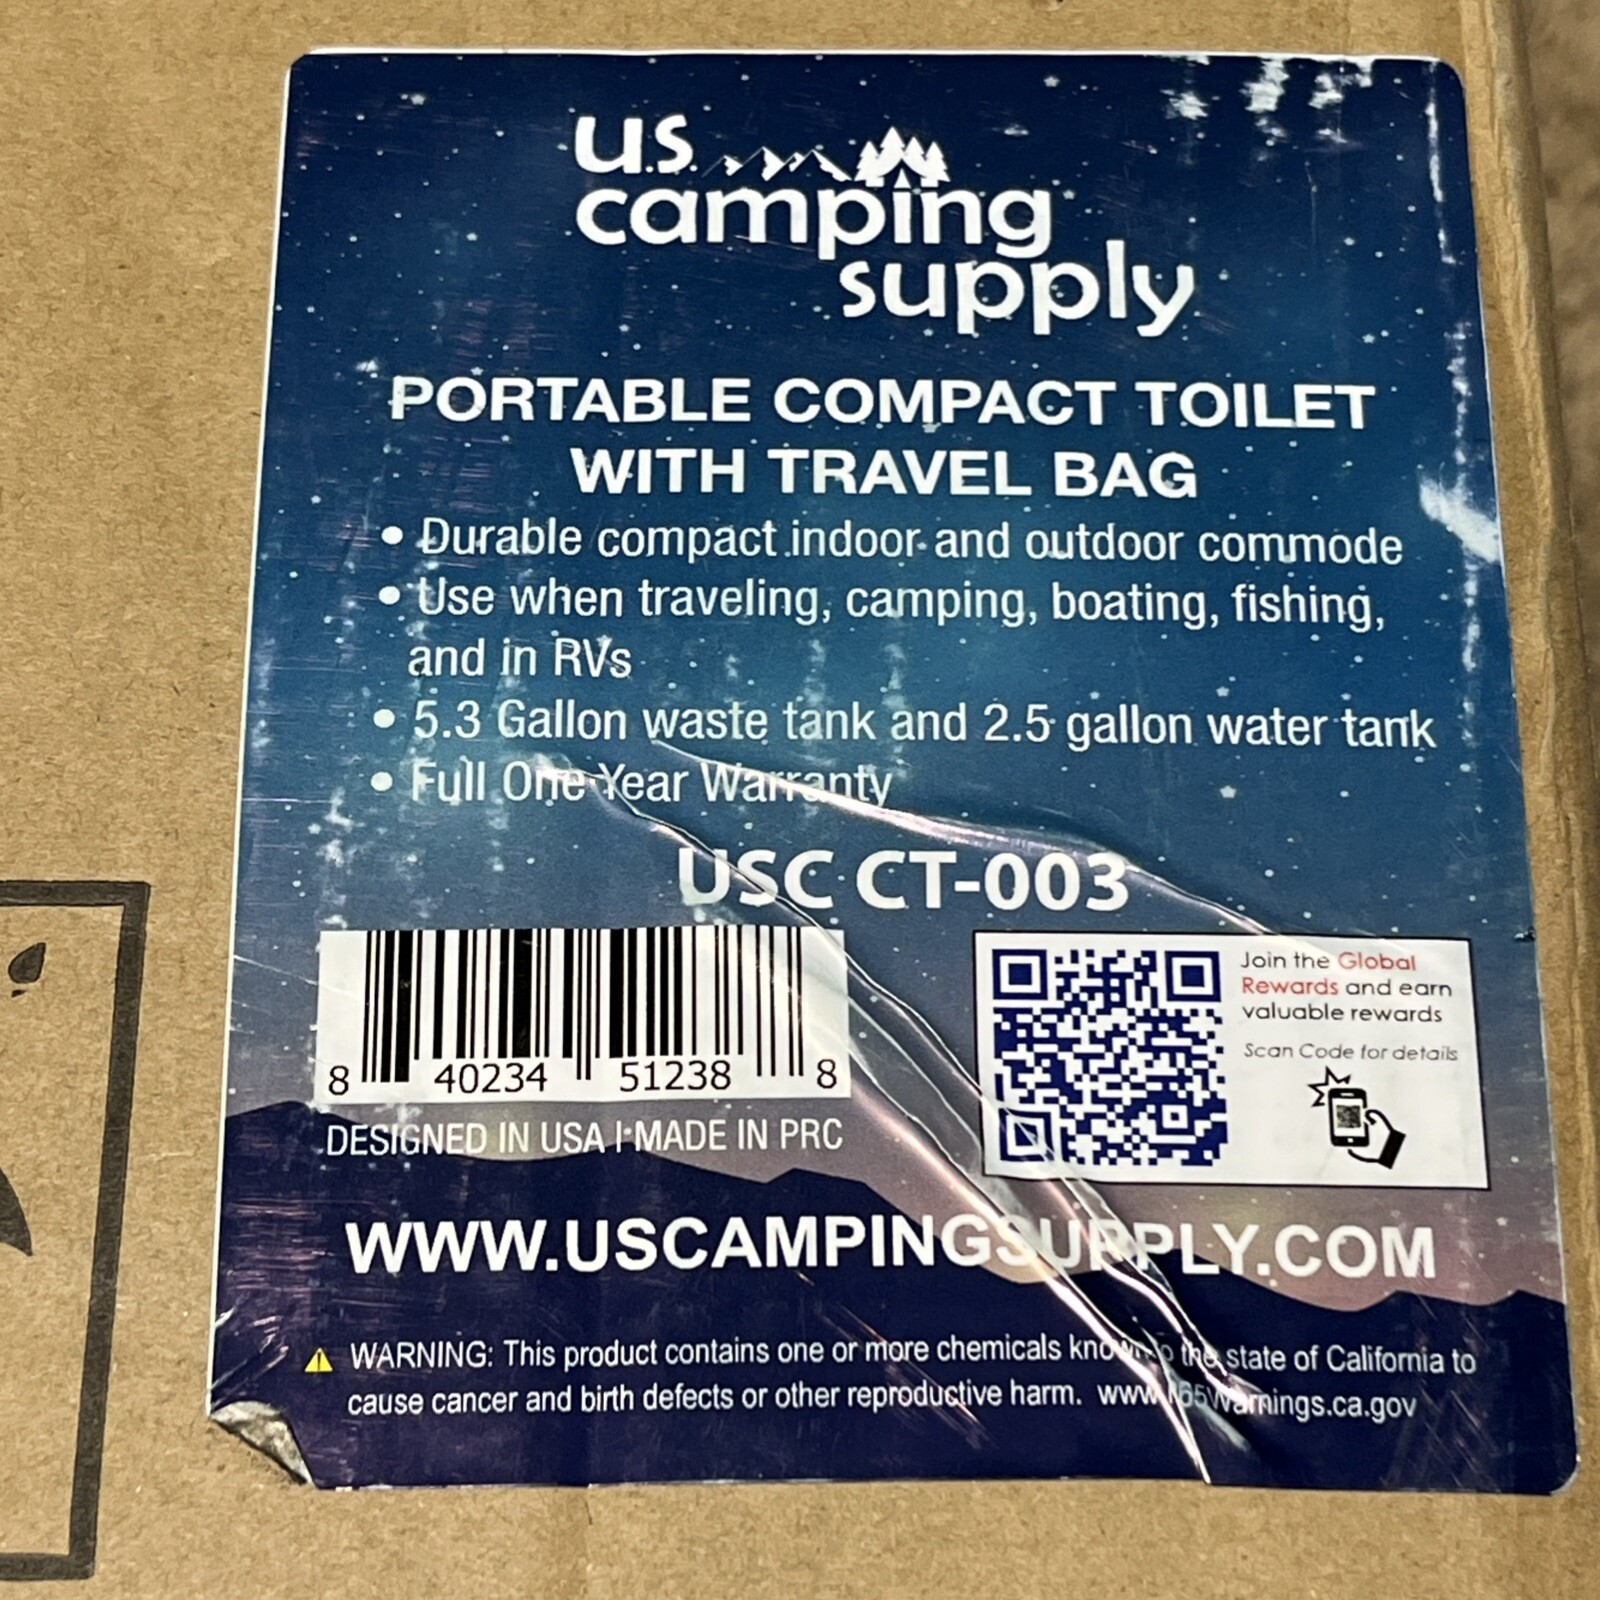 u.s.
camping
supply
PORTABLE COMPACT TOILET
WITH TRAVEL BAG
• Durable compact indoor and outdoor commode
• Use when traveling, camping, boating, fishing,
and in RVs
• 5.3 Gallon waste tank and 2.5 gallon water tank
• Full One Year Warranty
USC CT-003
8 40234 51238 8
Join the Global
Rewards and earn
valuable rewards
Scan Code for details
DESIGNED IN USA | MADE IN PRC
WWW.USCAMPINGSUPPLY.COM
WARNING: This product contains one or more chemicals known to the state of California to
cause cancer and birth defects or other reproductive harm. www.P65Warnings.ca.gov